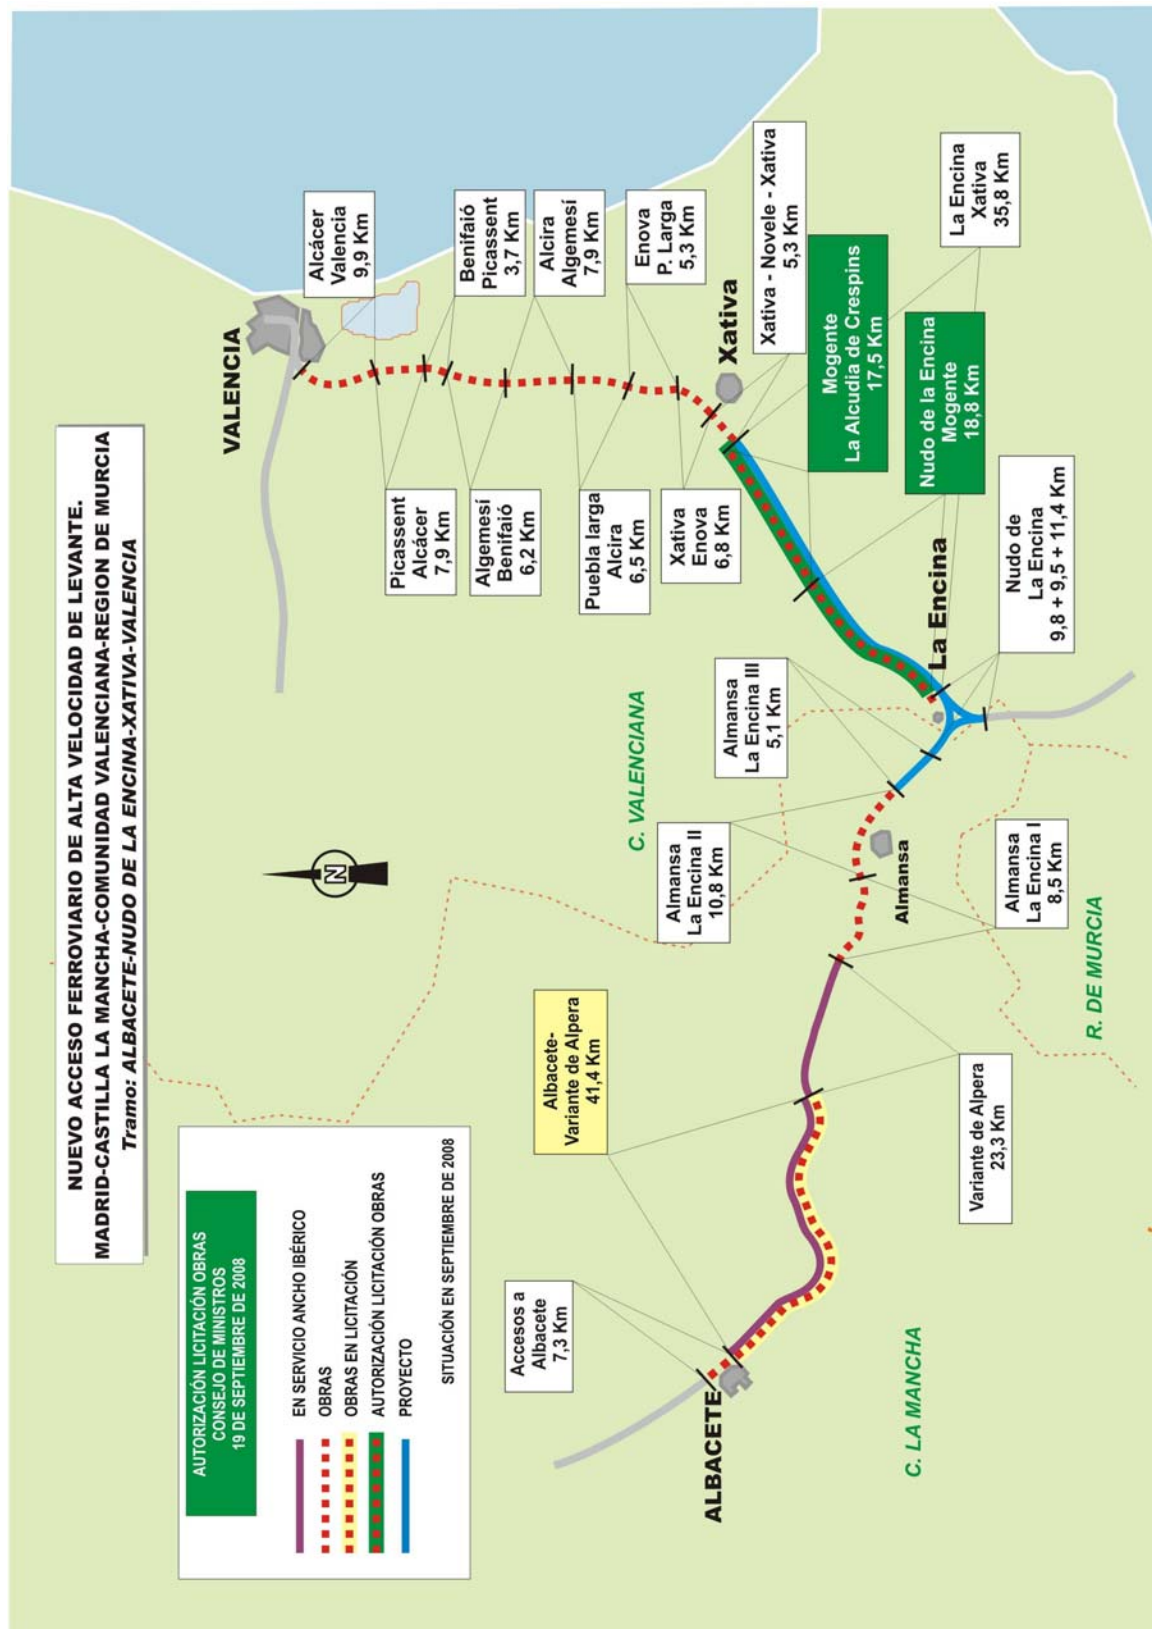 NUEVO ACCESO FERROVIARIO DE ALTA VELOCIDAD DE LEVANTE.
MADRID-CASTILLA LA MANCHA-COMUNIDAD VALENCIANA-REGION DE MURCIA
Tramo: ALBACETE-NUDO DE LA ENCINA-XATIVA-VALENCIA
AUTORIZACIÓN LICITACIÓN OBRAS
CONSEJO DE MINISTROS
19 DE SEPTIEMBRE DE 2008
EN SERVICIO ANCHO IBÉRICO
OBRAS
OBRAS EN LICITACIÓN
AUTORIZACIÓN LICITACIÓN OBRAS
PROYECTO
SITUACIÓN EN SEPTIEMBRE DE 2008
N
VALENCIA
Alcácer
Valencia
9,9 Km
Picassent
Alcácer
7,9 Km
Benifaió
Picassent
3,7 Km
Algemesí
Benifaió
6,2 Km
Alcira
Algemesí
7,9 Km
Puebla larga
Alcira
6,5 Km
Enova
P. Larga
5,3 Km
Xativa
Enova
6,8 Km
Xativa
Xativa - Novele - Xativa
5,3 Km
Mogente
La Alcudia de Crespins
17,5 Km
Nudo de la Encina
Mogente
18,8 Km
La Encina
Xativa
35,8 Km
La Encina
Nudo de
La Encina
9,8 + 9,5 + 11,4 Km
C. VALENCIANA
Almansa
La Encina III
5,1 Km
Almansa
La Encina II
10,8 Km
Almansa
Almansa
La Encina I
8,5 Km
R. DE MURCIA
Albacete-
Variante de Alpera
41,4 Km
Variante de Alpera
23,3 Km
Accesos a
Albacete
7,3 Km
ALBACETE
C. LA MANCHA